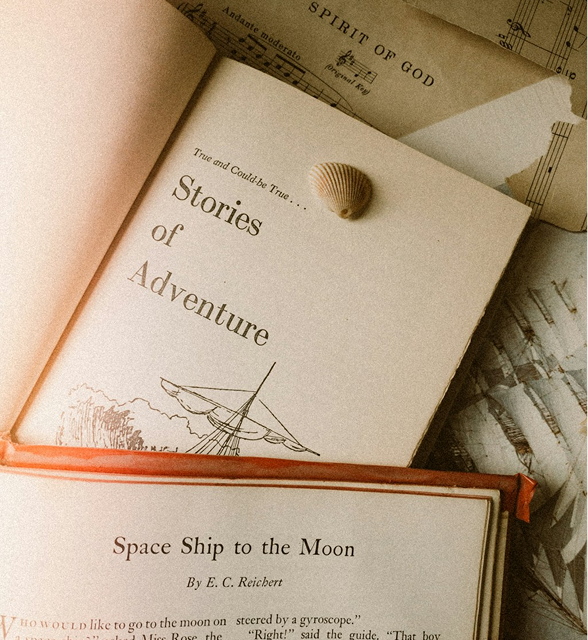 SPIRIT OF GOD
Andante moderato
(Original Key)
True and Could-be True . . .
Stories
of
Adventure
Space Ship to the Moon
By E. C. Reichert
WHO WOULD like to go to the moon on
asked Miss Rose, the
steered by a gyroscope."
"Right!" said the guide. "That boy